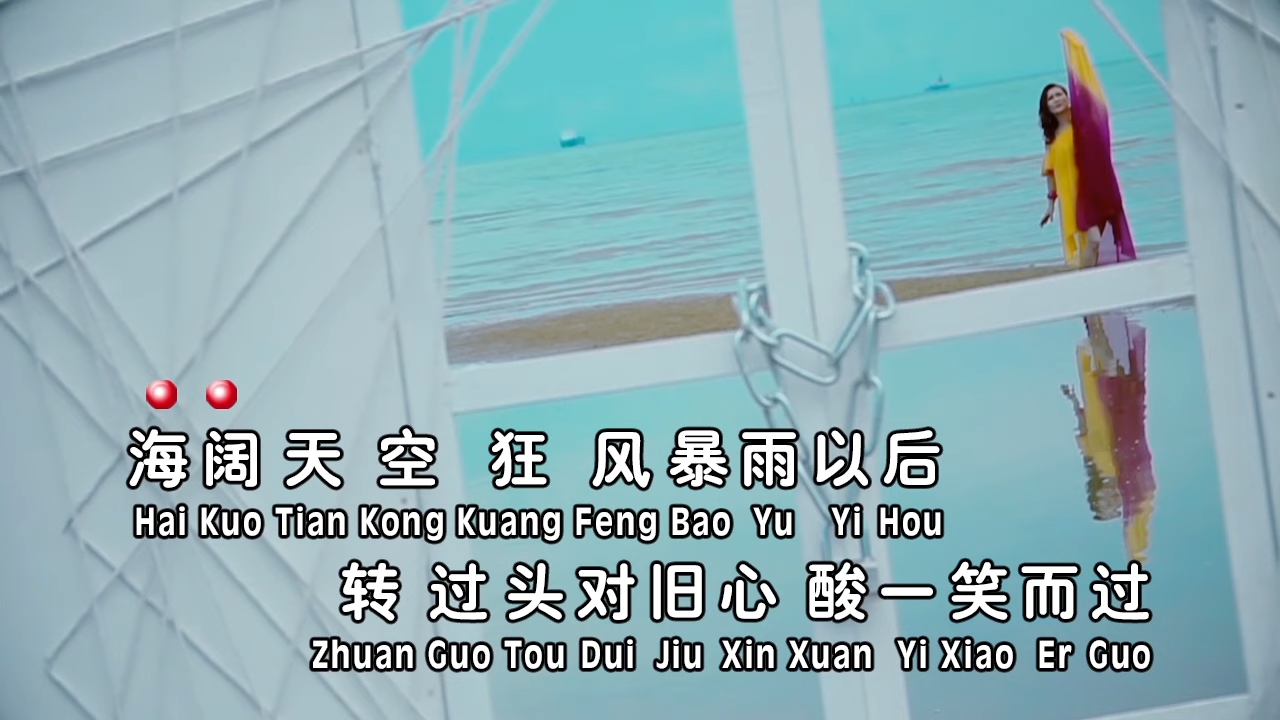 海阔天 空 狂 风暴雨以后
Hai Kuo Tian Kong Kuang Feng Bao Yu Yi Hou
转 过头对旧心 酸一笑而过
Zhuan Guo Tou Dui Jiu Xin Xuan Yi Xiao Er Guo